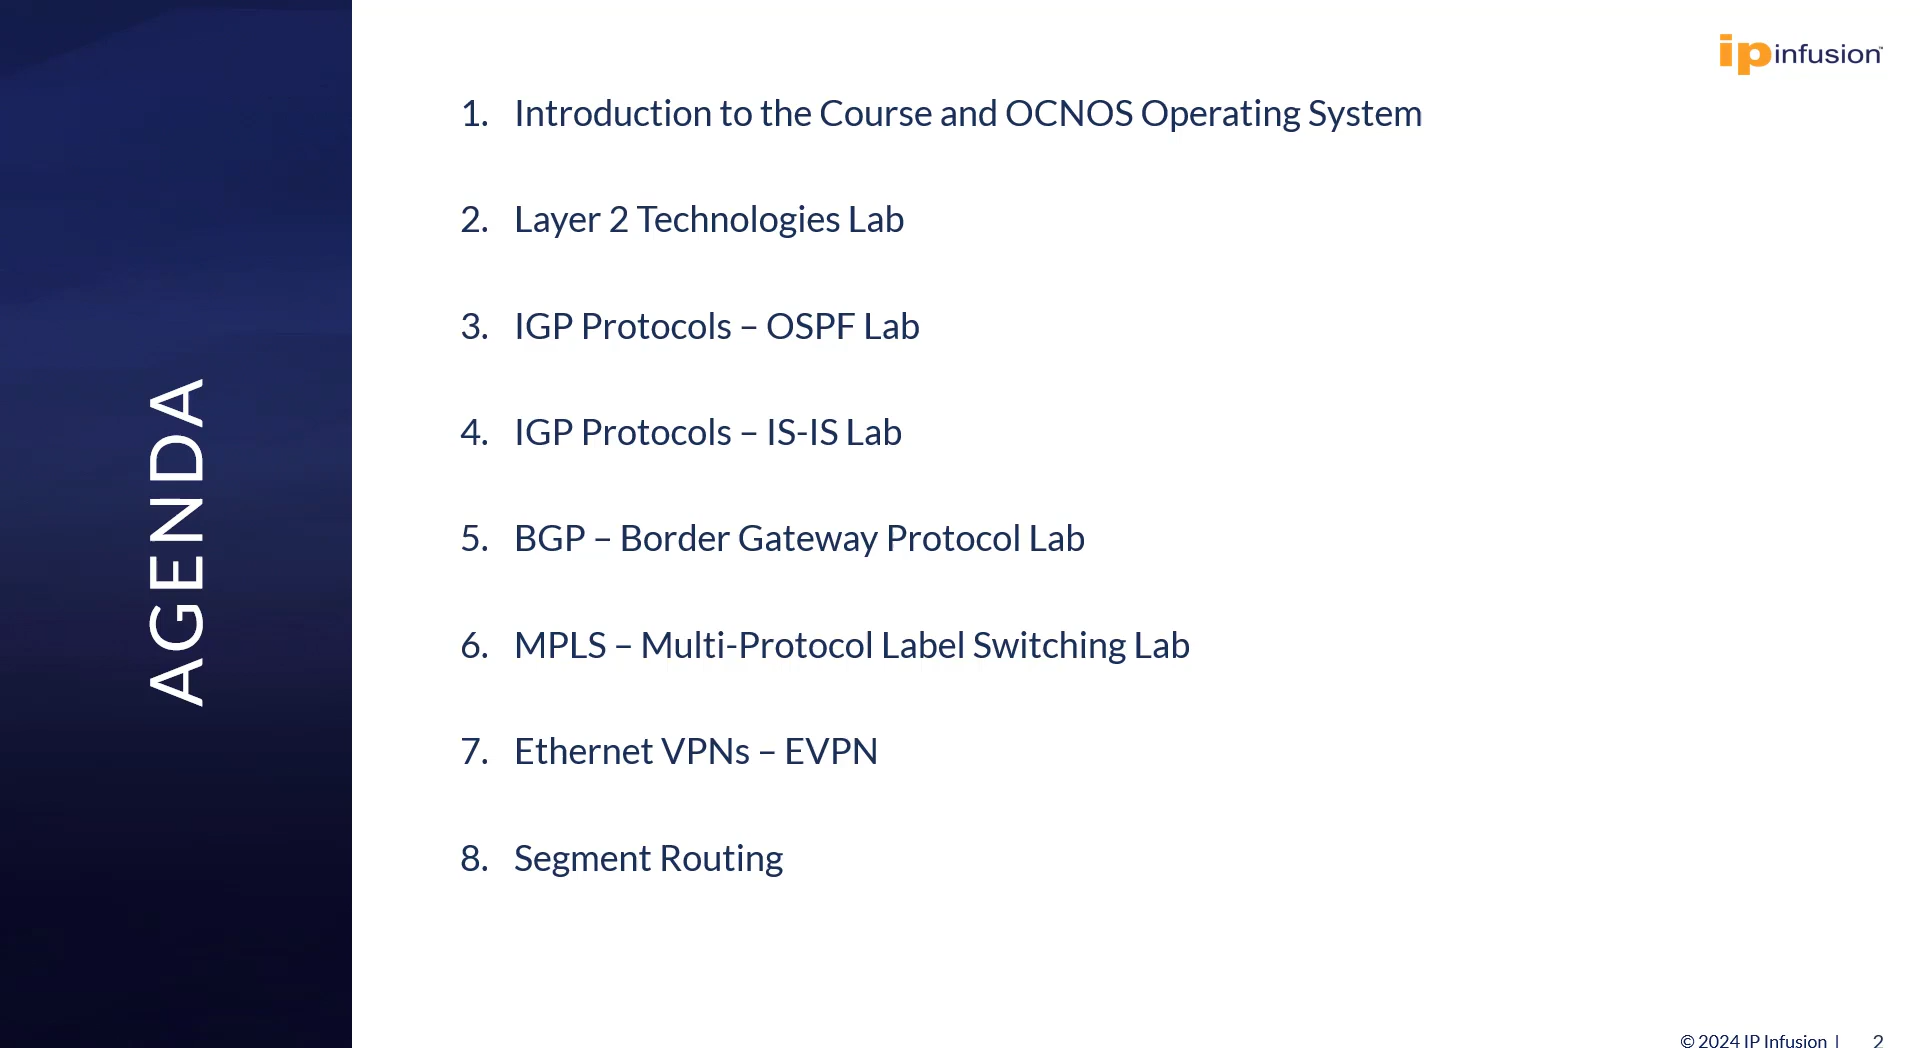 AGENDA
ip infusion™
1. Introduction to the Course and OCNOS Operating System
2. Layer 2 Technologies Lab
3. IGP Protocols – OSPF Lab
4. IGP Protocols – IS-IS Lab
5. BGP – Border Gateway Protocol Lab
6. MPLS – Multi-Protocol Label Switching Lab
7. Ethernet VPNs – EVPN
8. Segment Routing
© 2024 IP Infusion | 2